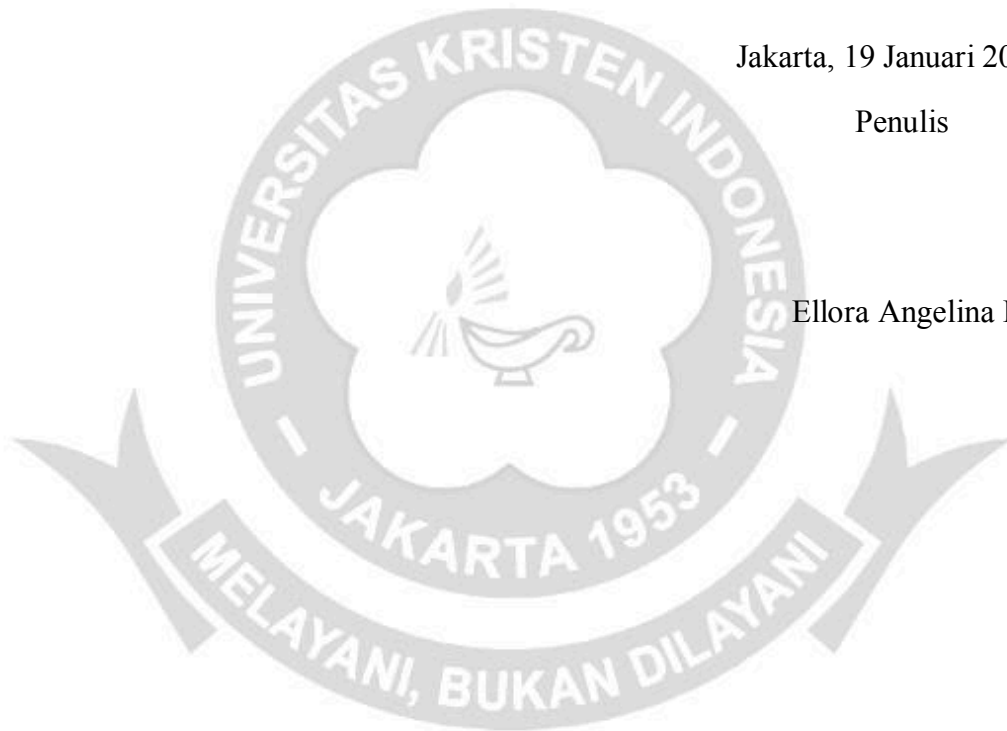 Jakarta, 19 Januari 20
Penulis
Ellora Angelina
UNIVERSITAS KRISTEN INDONESIA
JAKARTA 1953
MELAYANI, BUKAN DILAYANI